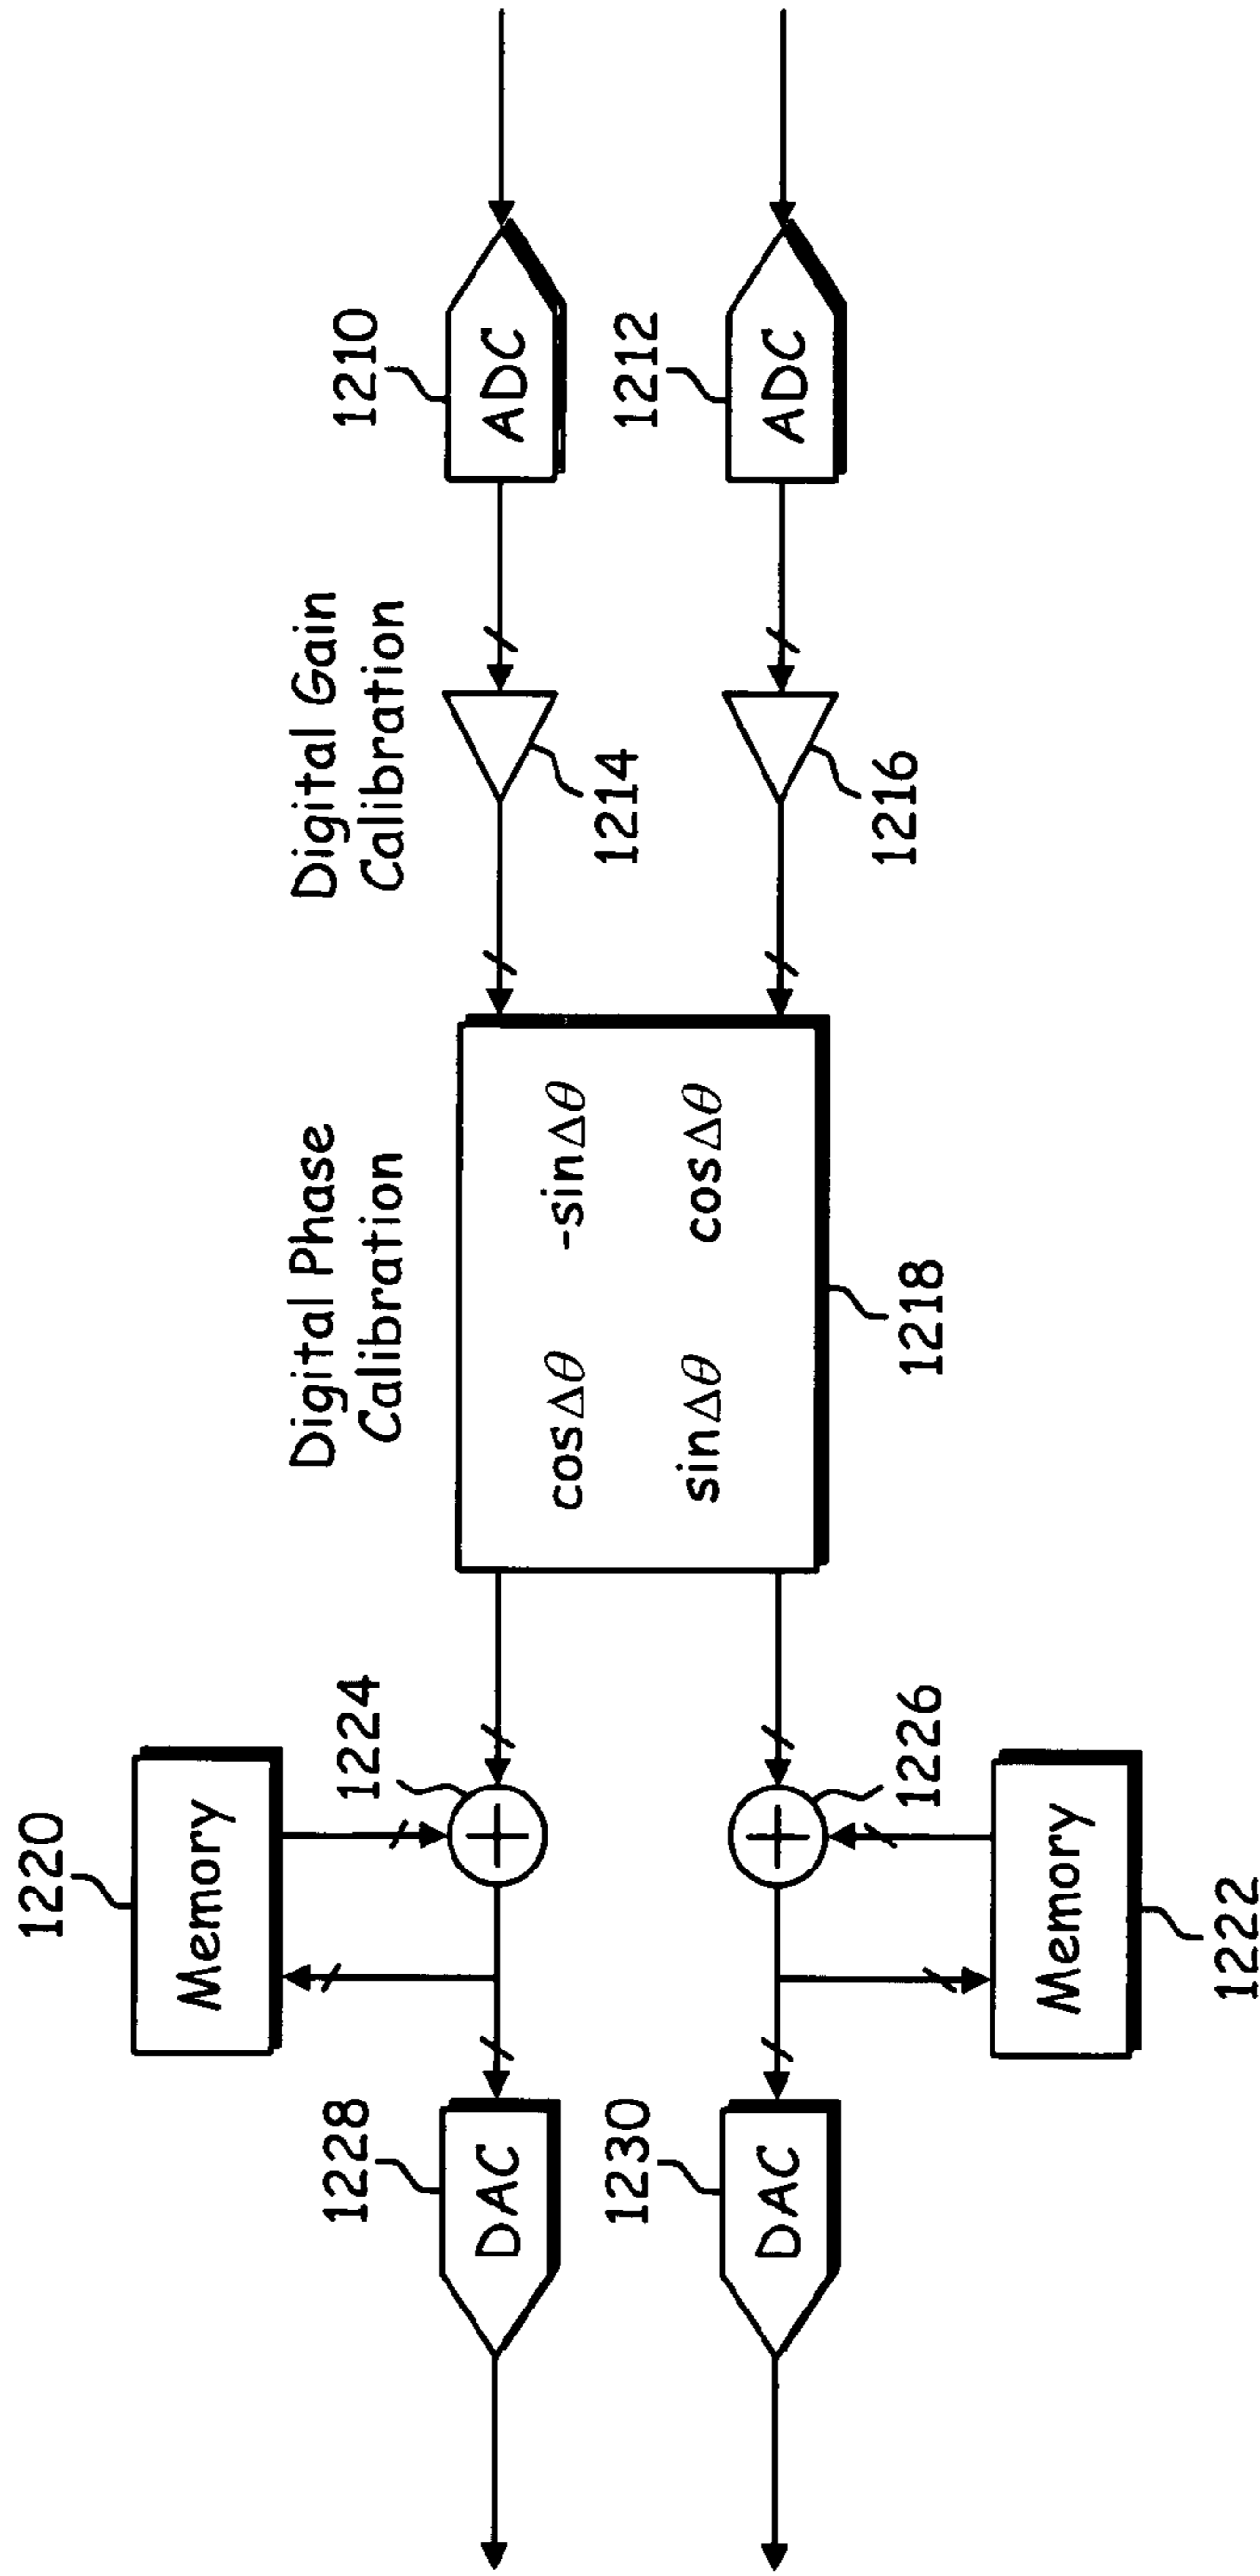 1220
Memory
Digital Phase
Calibration
Digital Gain
Calibration
1228
1224
1210
DAC
ADC
cosΔθ -sinΔθ
sinΔθ cosΔθ
1230
1214
1212
DAC
ADC
1226
1218
1216
Memory
1222